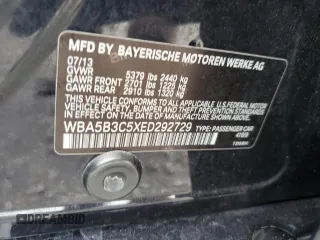 MFD BY BAYERISCHE MOTOREN WERKE AG
07/13
GVWR 5379 lbs 2440 kg
GAWR FRONT 2701 lbs 1225 kg
GAWR REAR 2910 lbs 1320 kg
THIS VEHICLE CONFORMS TO ALL APPLICABLE FEDERAL
MOTOR VEHICLE SAFETY, BUMPER, AND THEFT PREVENTION
STANDARDS IN EFFECT ON THE DATE OF MANUFACTURE
SHOWN ABOVE.
WBA5B3C5XED292729 TYPE: PASSENGER CAR